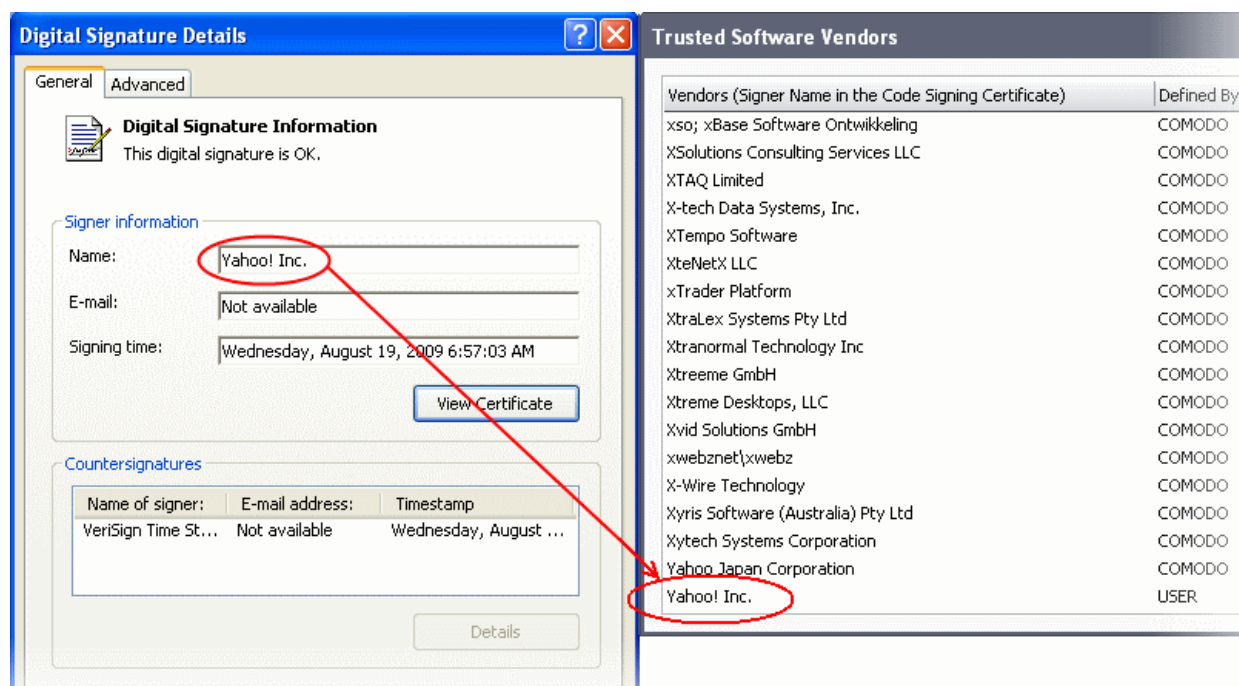 Digital Signature Details
General
Advanced
Digital Signature Information
This digital signature is OK.
Signer information
Name:
Yahoo! Inc.
E-mail:
Not available
Signing time:
Wednesday, August 19, 2009 6:57:03 AM
View Certificate
Countersignatures
Name of signer: E-mail address: Timestamp
VeriSign Time St... Not available Wednesday, August ...
Details
Trusted Software Vendors
Vendors (Signer Name in the Code Signing Certificate) Defined By
xso; xBase Software Ontwikkeling COMODO
XSolutions Consulting Services LLC COMODO
XTAQ Limited COMODO
X-tech Data Systems, Inc. COMODO
XTempo Software COMODO
XteNetX LLC COMODO
xTrader Platform COMODO
XtraLex Systems Pty Ltd COMODO
Xtranormal Technology Inc COMODO
Xtreeme GmbH COMODO
Xtreme Desktops, LLC COMODO
Xvid Solutions GmbH COMODO
xwebznet\xwebz COMODO
X-Wire Technology COMODO
Xyris Software (Australia) Pty Ltd COMODO
Xytech Systems Corporation COMODO
Yahoo Japan Corporation COMODO
Yahoo! Inc. USER